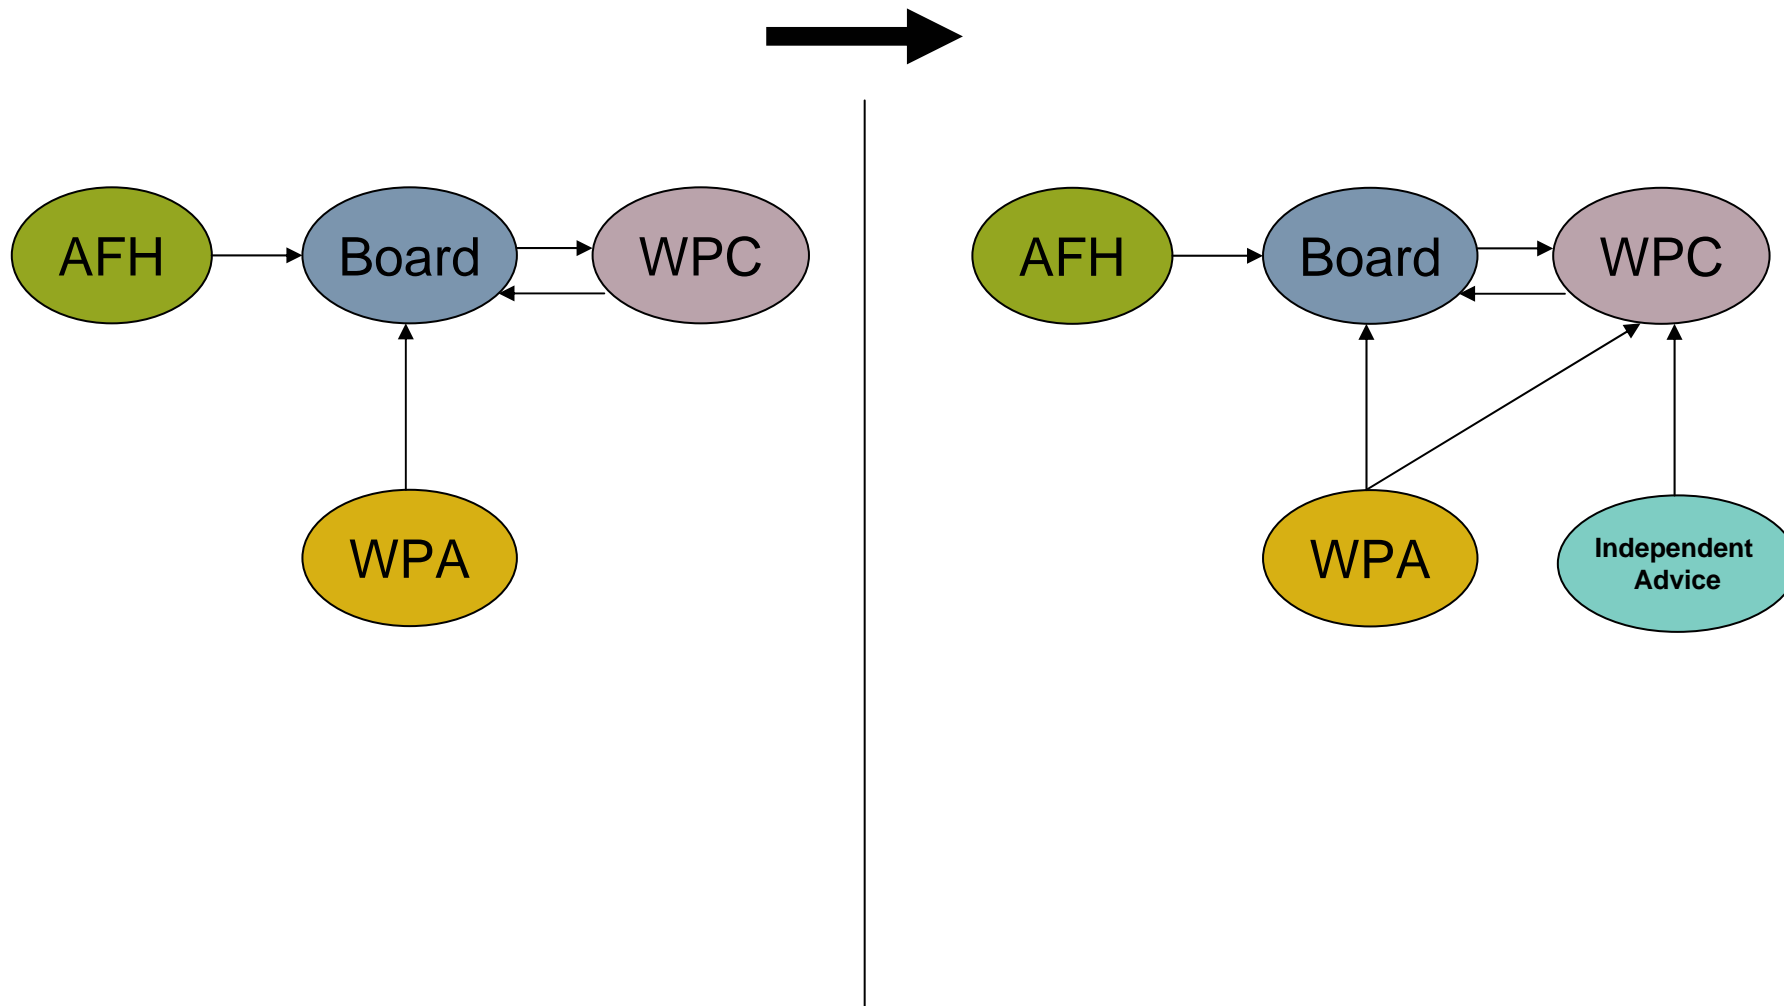 AFH
Board
WPC
WPA
AFH
Board
WPC
WPA
Independent
Advice